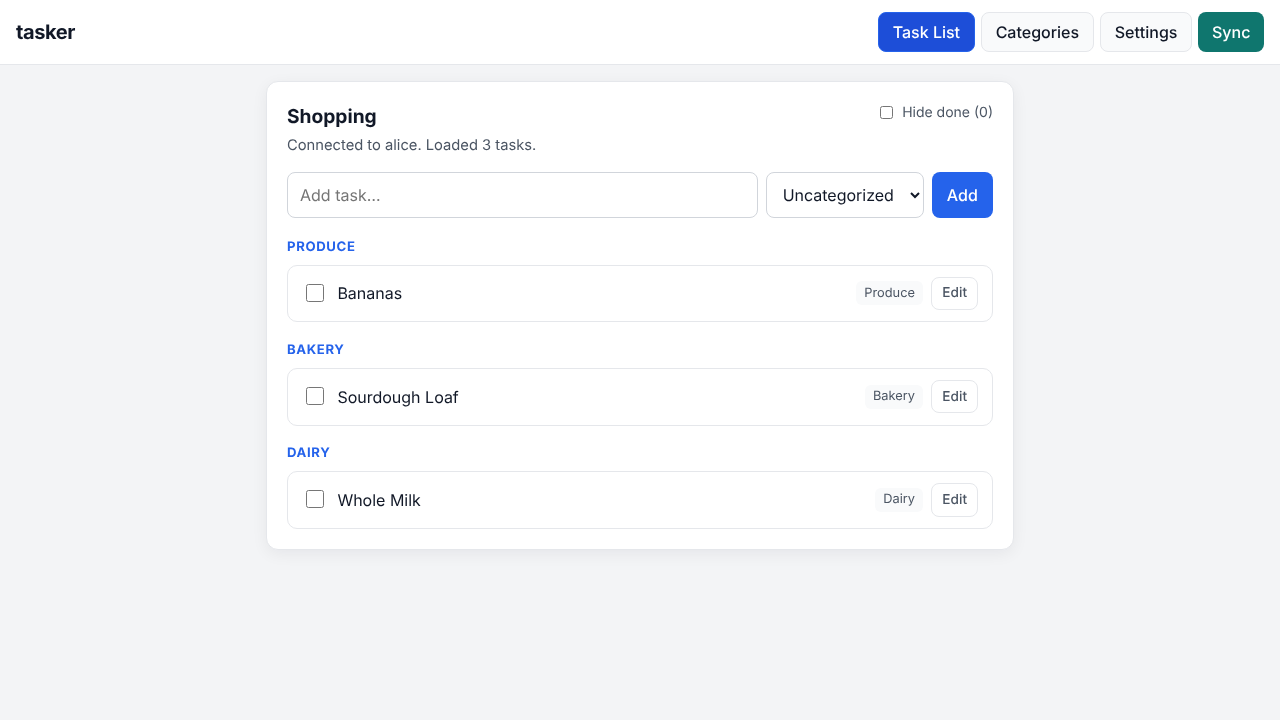 tasker
Task List
Categories
Settings
Sync
Shopping
Hide done (0)
Connected to alice. Loaded 3 tasks.
Add task...
Uncategorized
Add
PRODUCE
Bananas
Produce
Edit
BAKERY
Sourdough Loaf
Bakery
Edit
DAIRY
Whole Milk
Dairy
Edit